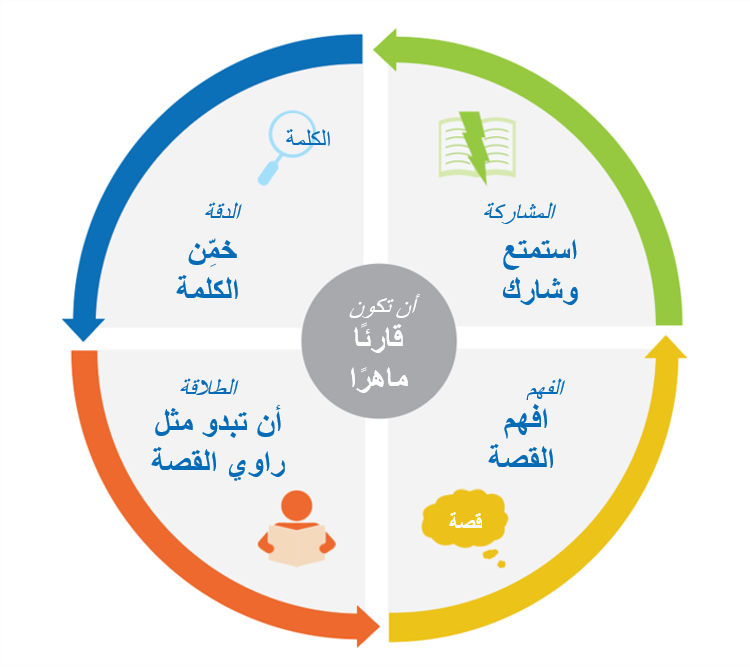 المشاركة
استمتع
وشارك
الكلمة
الدقة
خمِّن
الكلمة
أن تكون
قارئًا
ماهرًا
الفهم
افهم
القصة
قصة
الطلاقة
أن تبدو مثل
راوي القصة